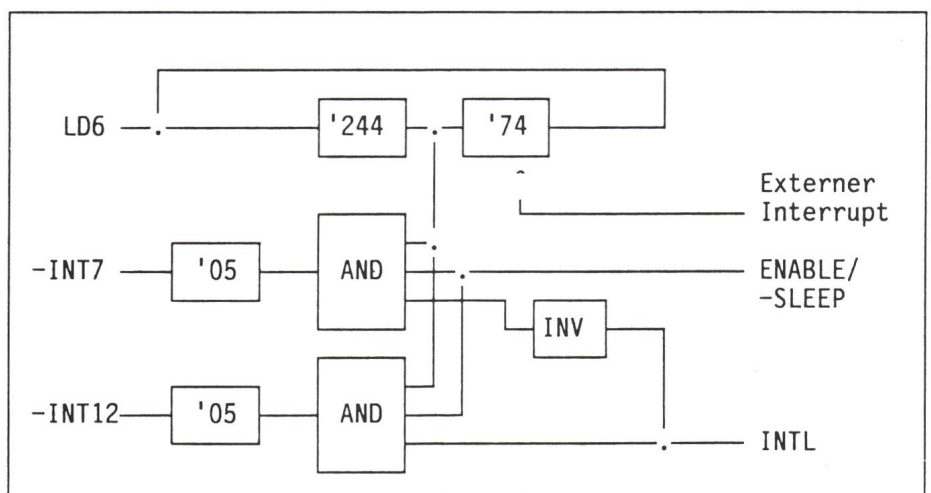 LD6
'244
'74
Externer
Interrupt
-INT7
'05
AND
ENABLE/
-SLEEP
INV
-INT12
'05
AND
INTL